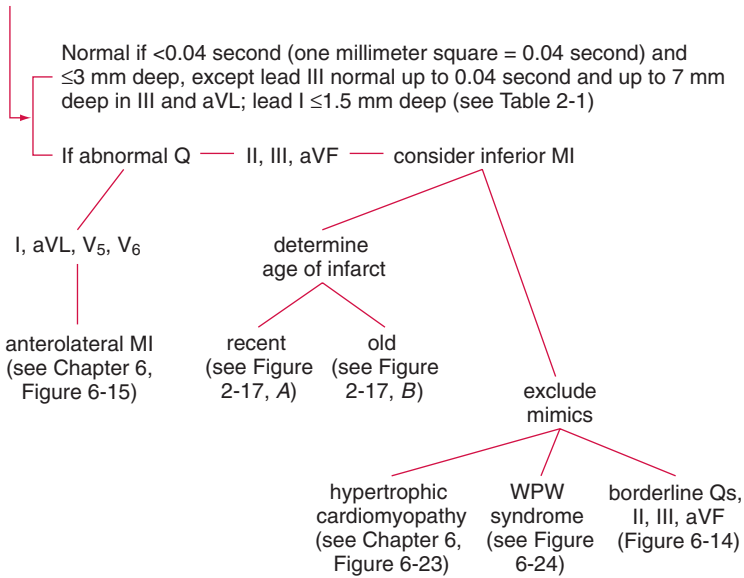 Normal if <0.04 second (one millimeter square = 0.04 second) and
≤3 mm deep, except lead III normal up to 0.04 second and up to 7 mm
deep in III and aVL; lead I ≤1.5 mm deep (see Table 2-1)
If abnormal Q II, III, aVF consider inferior MI
I, aVL, V5, V6
anterolateral MI
(see Chapter 6,
Figure 6-15)
determine
age of infarct
recent
(see Figure
2-17, A)
old
(see Figure
2-17, B)
exclude
mimics
hypertrophic
cardiomyopathy
(see Chapter 6,
Figure 6-23)
WPW
syndrome
(see Figure
6-24)
borderline Qs,
II, III, aVF
(Figure 6-14)